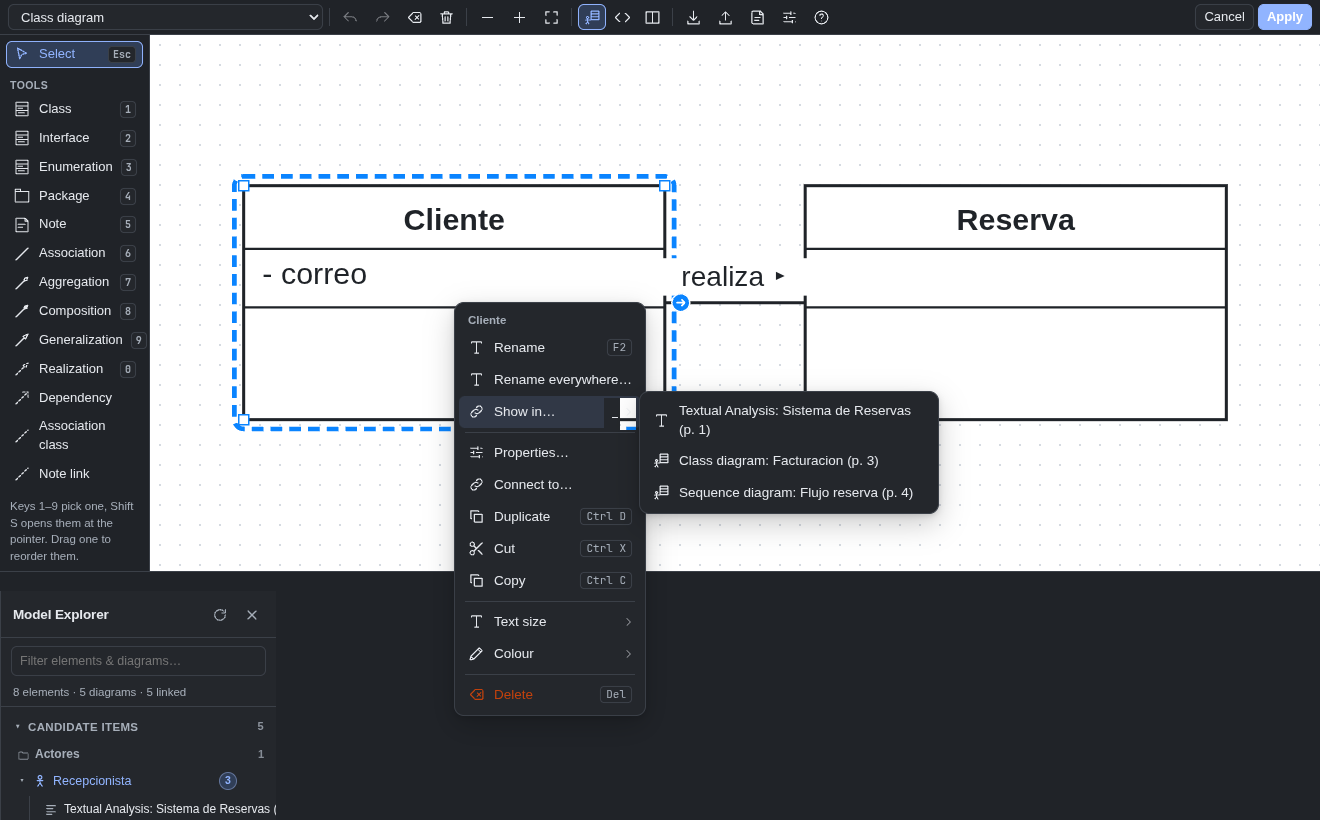 Class diagram
Cancel
Apply
Select Esc
TOOLS
Class 1
Interface 2
Enumeration 3
Package 4
Note 5
Association 6
Aggregation 7
Composition 8
Generalization 9
Realization 0
Dependency
Association
class
Note link
Keys 1–9 pick one, Shift
S opens them at the
pointer. Drag one to
reorder them.
Cliente
- correo
realiza ►
Reserva
Cliente
Rename F2
Rename everywhere…
Show in…
Properties…
Connect to…
Duplicate Ctrl D
Cut Ctrl X
Copy Ctrl C
Text size
Colour
Delete Del
Textual Analysis: Sistema de Reservas
(p. 1)
Class diagram: Facturacion (p. 3)
Sequence diagram: Flujo reserva (p. 4)
Model Explorer
Filter elements & diagrams…
8 elements · 5 diagrams · 5 linked
CANDIDATE ITEMS 5
Actores 1
Recepcionista 3
Textual Analysis: Sistema de Reservas (